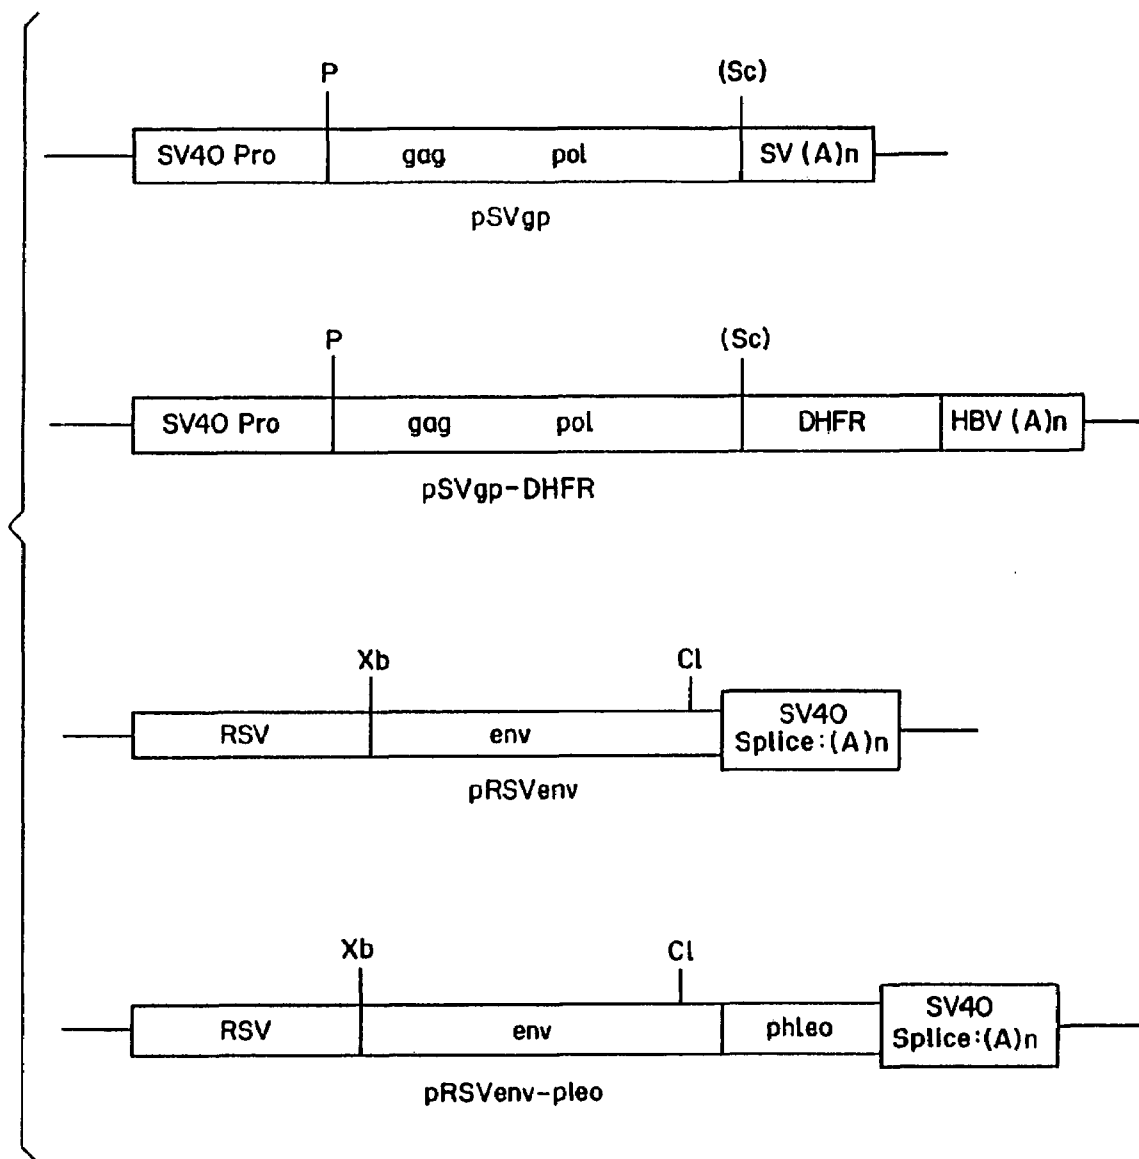 P (Sc)
SV40 Pro gag pol SV (A)n
pSVgp
P (Sc)
SV40 Pro gag pol DHFR HBV (A)n
pSVgp-DHFR
Xb Cl
RSV env SV40
Splice:(A)n
pRSVenv
Xb Cl
RSV env phleo SV40
Splice:(A)n
pRSVenv-pleo